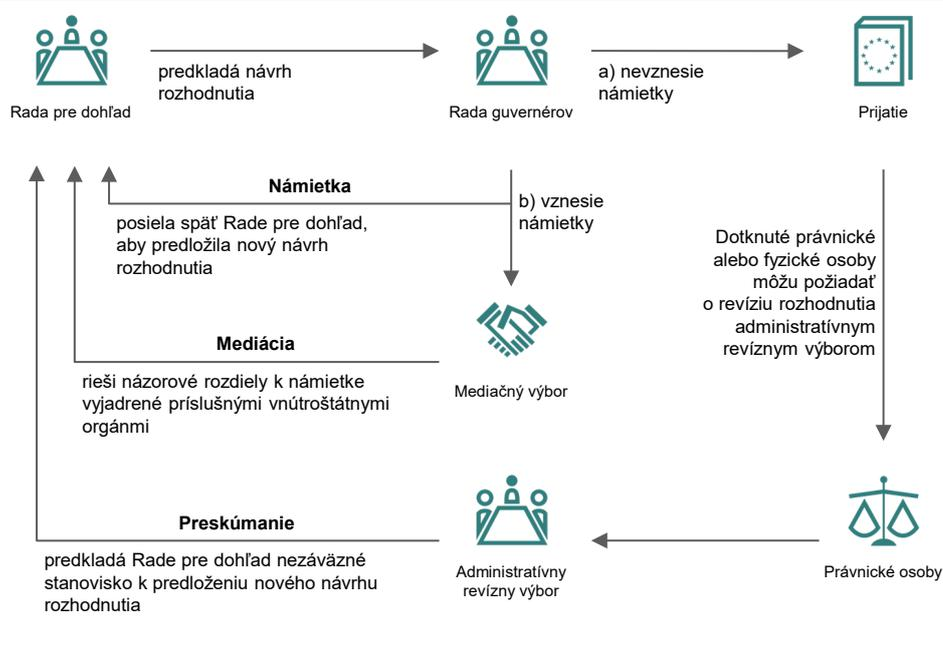 Rada pre dohľad
predkladá návrh
rozhodnutia
Rada guvernérov
a) nevznesie
námietky
Prijatie
Námietka
posiela späť Rade pre dohľad,
aby predložila nový návrh
rozhodnutia
b) vznesie
námietky
Dotknuté právnické
alebo fyzické osoby
môžu požiadať
o revíziu rozhodnutia
administratívnym
revíznym výborom
Mediácia
rieši názorové rozdiely k námietke
vyjadrené príslušnými vnútroštátnymi
orgánmi
Mediačný výbor
Preskúmanie
predkladá Rade pre dohľad nezáväzné
stanovisko k predloženiu nového návrhu
rozhodnutia
Administratívny
revízny výbor
Právnické osoby